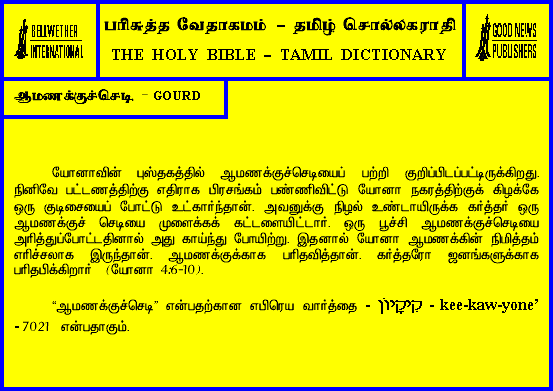 BELLWETHER
INTERNATIONAL
பரிசுத்த வேதாகமம் – தமிழ் சொல்லகராதி
THE HOLY BIBLE – TAMIL DICTIONARY
GOOD NEWS
PUBLISHERS
ஆமணக்குச்செடி, – GOURD
யோனாவின் புஸ்தகத்தில் ஆமணக்குச்செடியைப் பற்றி குறிப்பிடப்பட்டிருக்கிறது.
நினிவே பட்டணத்திற்கு எதிராக பிரசங்கம் பண்ணிவிட்டு யோனா நகரத்திற்குக் கிழக்கே
ஒரு குடிசையைப் போட்டு உட்கார்ந்தான். அவனுக்கு நிழல் உண்டாயிருக்க கர்த்தர் ஒரு
ஆமணக்குச் செடியை முளைக்கக் கட்டளையிட்டார். ஒரு பூச்சி ஆமணக்குச்செடியை
அரித்துப்போட்டதினால் அது காய்ந்து போயிற்று. இதனால் யோனா ஆமணக்கின் நிமித்தம்
எரிச்சலாக இருந்தான். ஆமணக்குக்காக பரிதவித்தான். கர்த்தரோ ஜனங்களுக்காக
பரிதபிக்கிறார் (யோனா 4:6-10).
“ஆமணக்குச்செடி” என்பதற்கான எபிரெய வார்த்தை - קִיקָיוֹן - kee-kaw-yone’
- 7021 என்பதாகும்.